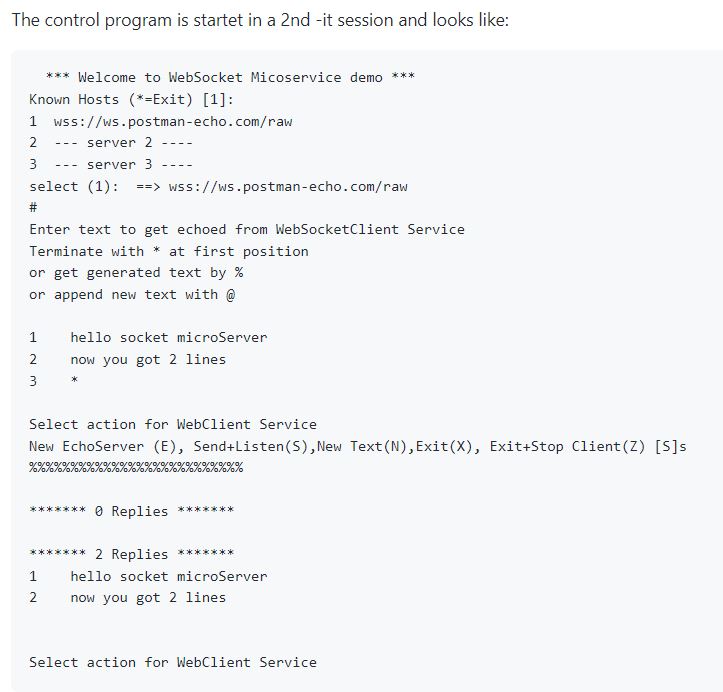 The control program is startet in a 2nd -it session and looks like:
*** Welcome to WebSocket Micoservice demo ***
Known Hosts (*=Exit) [1]:
1  wss://ws.postman-echo.com/raw
2  --- server 2 ----
3  --- server 3 ----
select (1):  ==> wss://ws.postman-echo.com/raw
#
Enter text to get echoed from WebSocketClient Service
Terminate with * at first position
or get generated text by %
or append new text with @
1    hello socket microServer
2    now you got 2 lines
3    *
Select action for WebClient Service
New EchoServer (E), Send+Listen(S),New Text(N),Exit(X), Exit+Stop Client(Z) [S]s
%%%%%%%%%%%%%%%%%%%%%%%%%%
******* 0 Replies *******
******* 2 Replies *******
1    hello socket microServer
2    now you got 2 lines
Select action for WebClient Service